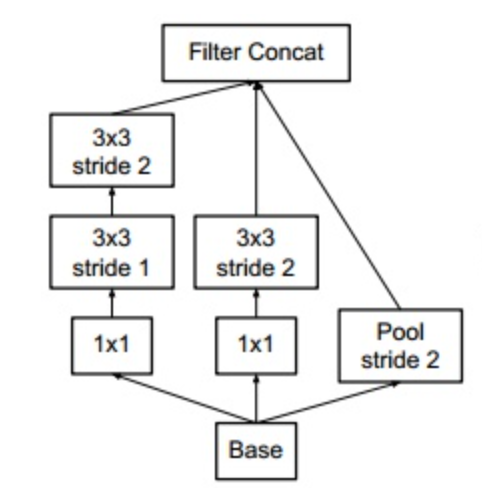 Filter Concat
3x3
stride 2
3x3
stride 1
3x3
stride 2
1x1
1x1
Pool
stride 2
Base